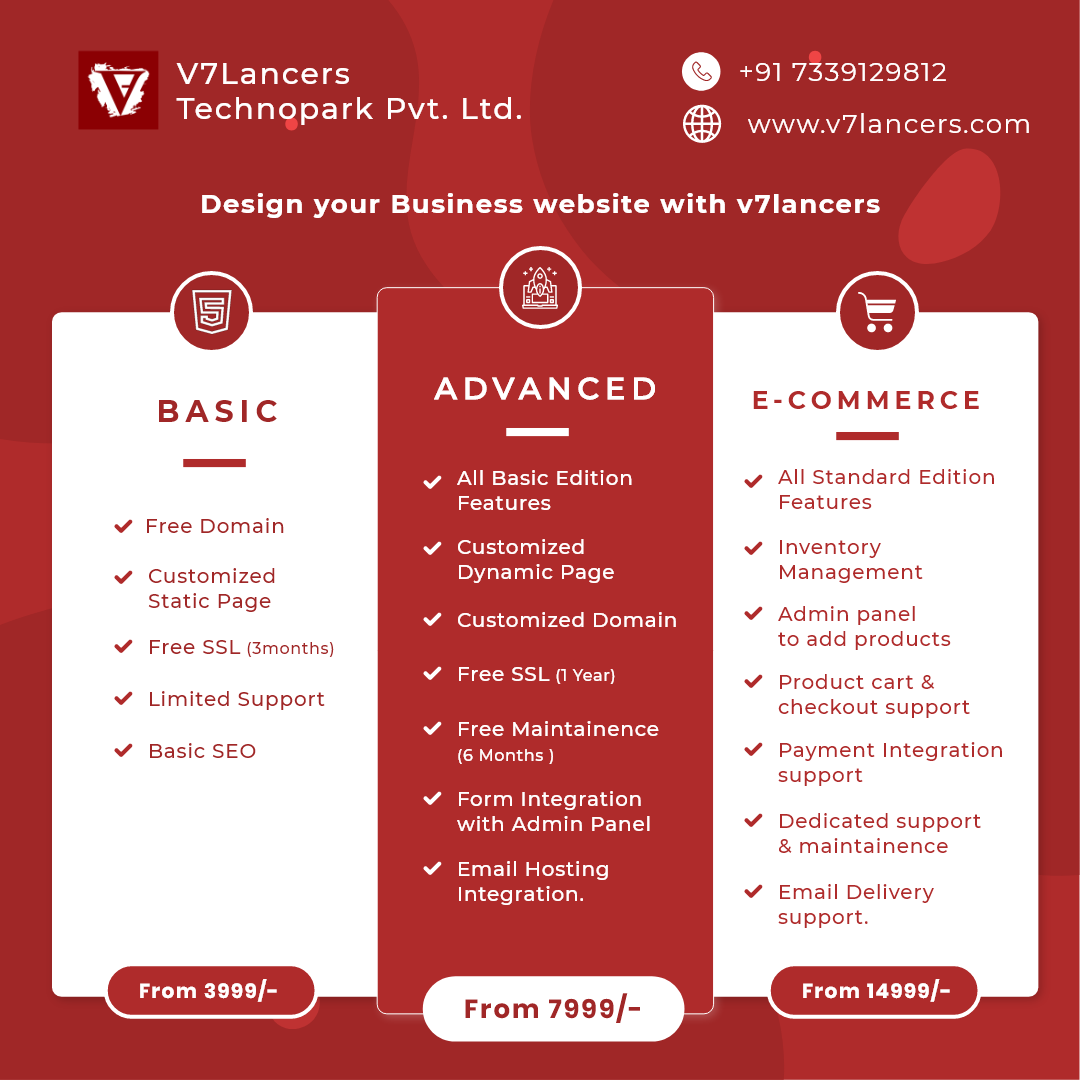 V7Lancers
Technopark Pvt. Ltd.
+91 7339129812
www.v7lancers.com
Design your Business website with v7lancers
BASIC
Free Domain
Customized
Static Page
Free SSL (3months)
Limited Support
Basic SEO
From 3999/-
ADVANCED
All Basic Edition
Features
Customized
Dynamic Page
Customized Domain
Free SSL (1 Year)
Free Maintainence
(6 Months )
Form Integration
with Admin Panel
Email Hosting
Integration.
From 7999/-
E-COMMERCE
All Standard Edition
Features
Inventory
Management
Admin panel
to add products
Product cart &
checkout support
Payment Integration
support
Dedicated support
& maintainence
Email Delivery
support.
From 14999/-